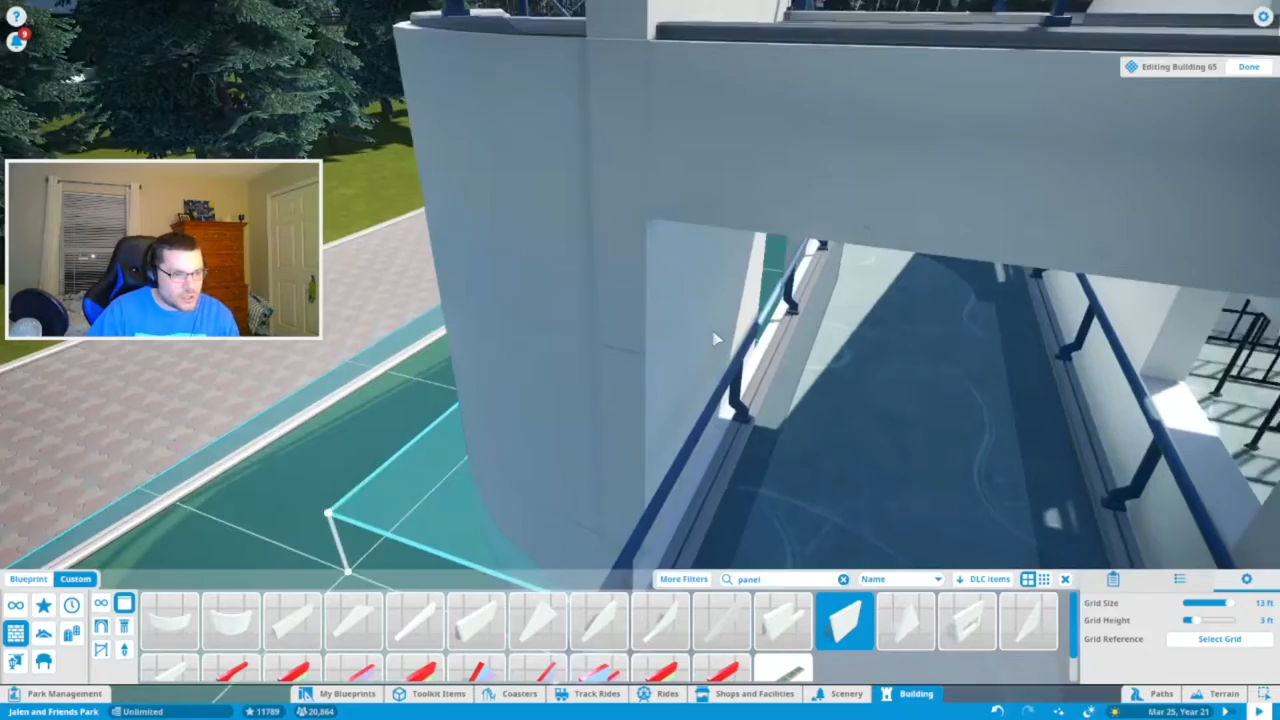 ?
9
Editing Building 65 Done
Blueprint Custom
More Filters panel Name DLC items
Grid Size 13 ft
Grid Height 3 ft
Grid Reference Select Grid
Park Management My Blueprints Toolkit Items Coasters Track Rides Rides Shops and Facilities Scenery Building Paths Terrain
Jalen and Friends Park Unlimited 11789 20,864 Mar 25, Year 21